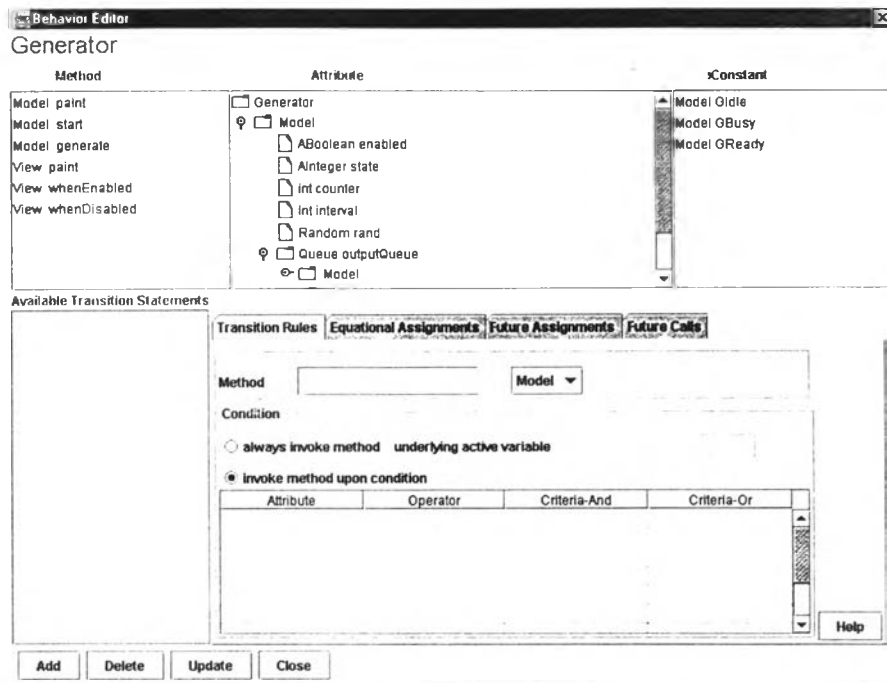 Behavior Editor
Generator
Method Attribute Constant
Model paint
Model start
Model generate
View paint
View whenEnabled
View whenDisabled
Generator
Model
ABoolean enabled
AInteger state
int counter
Int interval
Random rand
Queue outputQueue
Model
Model GIdle
Model GBusy
Model GReady
Available Transition Statements
Transition Rules Equational Assignments Future Assignments Future Calls
Method Model
Condition
always invoke method underlying active variable
invoke method upon condition
Attribute Operator Criteria-And Criteria-Or
Help
Add Delete Update Close